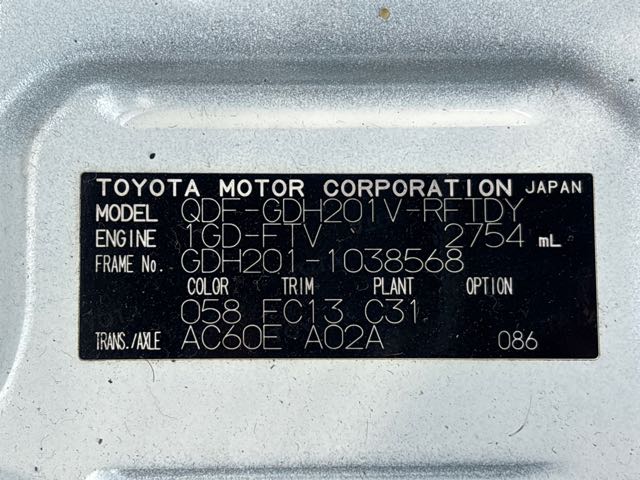 TOYOTA MOTOR CORPORATION JAPAN
MODEL QDF-GDH201V-RFTDY
ENGINE 1GD-FTV 2754 mL
FRAME No. GDH201-1038568
COLOR TRIM PLANT OPTION
058 FC13 C31
TRANS./AXLE AC60E A02A 086